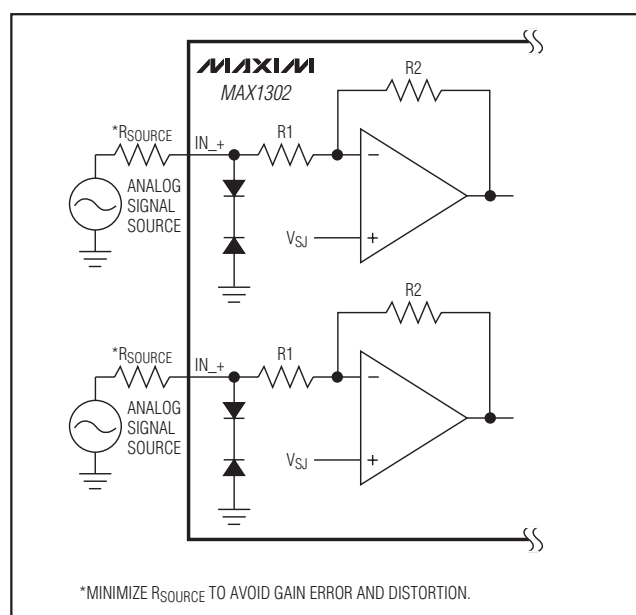 MAXIM
MAX1302
R2
*RSOURCE
IN_+
R1
ANALOG
SIGNAL
SOURCE
−
VSJ
+
R2
*RSOURCE
IN_+
R1
ANALOG
SIGNAL
SOURCE
−
VSJ
+
*MINIMIZE RSOURCE TO AVOID GAIN ERROR AND DISTORTION.